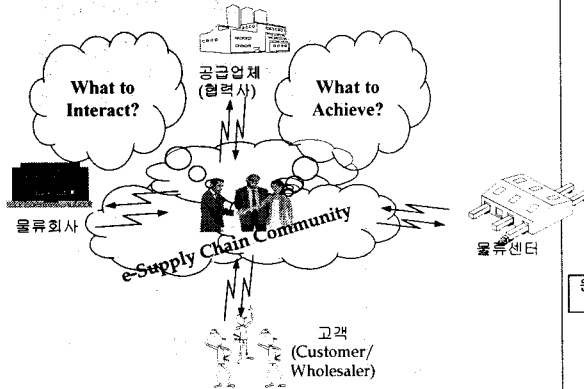 What to
Interact?
공급업체
(협력사)
What to
Achieve?
물류회사
e-Supply Chain Community
물류센터
고객
(Customer/
Wholesaler)